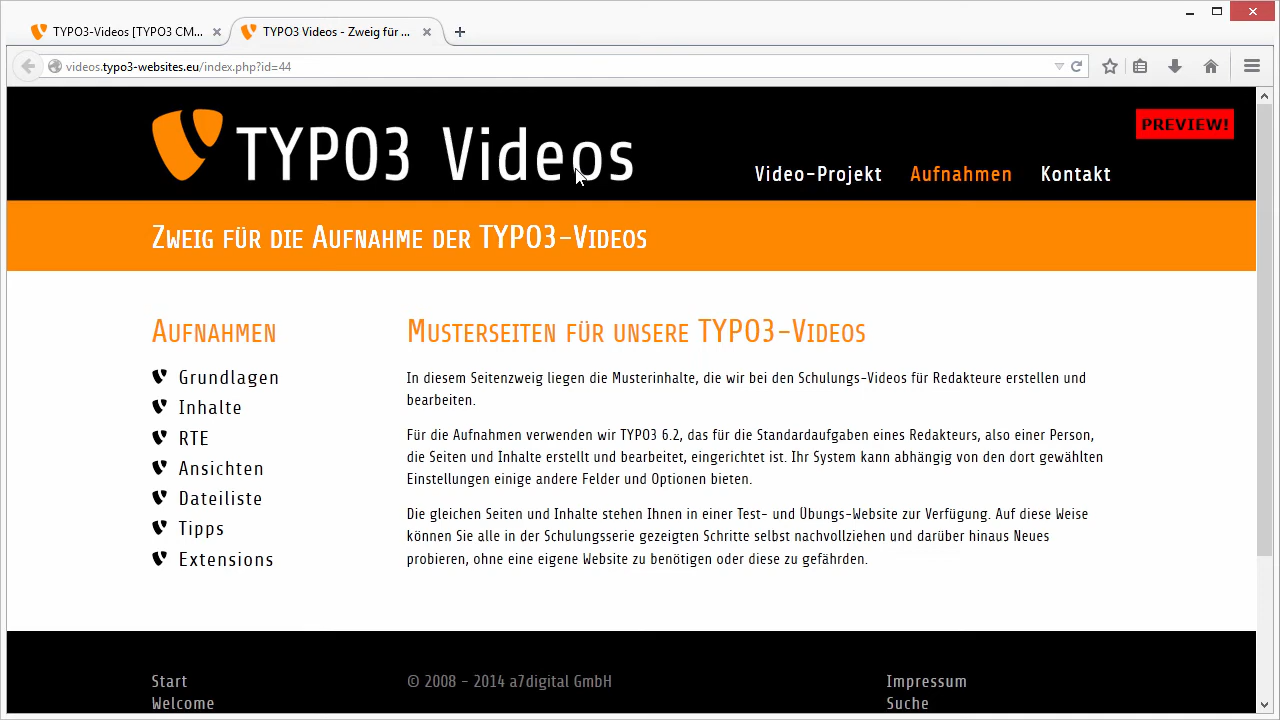 TYPO3-Videos [TYPO3 CM...
TYPO3 Videos - Zweig für ...
videos.typo3-websites.eu/index.php?id=44
PREVIEW!
TYPO3 Videos
Video-Projekt
Aufnahmen
Kontakt
Zweig für die Aufnahme der TYPO3-Videos
Aufnahmen
Grundlagen
Inhalte
RTE
Ansichten
Dateiliste
Tipps
Extensions
Musterseiten für unsere TYPO3-Videos
In diesem Seitenzweig liegen die Musterinhalte, die wir bei den Schulungs-Videos für Redakteure erstellen und
bearbeiten.
Für die Aufnahmen verwenden wir TYPO3 6.2, das für die Standardaufgaben eines Redakteurs, also einer Person,
die Seiten und Inhalte erstellt und bearbeitet, eingerichtet ist. Ihr System kann abhängig von den dort gewählten
Einstellungen einige andere Felder und Optionen bieten.
Die gleichen Seiten und Inhalte stehen Ihnen in einer Test- und Übungs-Website zur Verfügung. Auf diese Weise
können Sie alle in der Schulungsserie gezeigten Schritte selbst nachvollziehen und darüber hinaus Neues
probieren, ohne eine eigene Website zu benötigen oder diese zu gefährden.
Start
Welcome
© 2008 - 2014 a7digital GmbH
Impressum
Suche